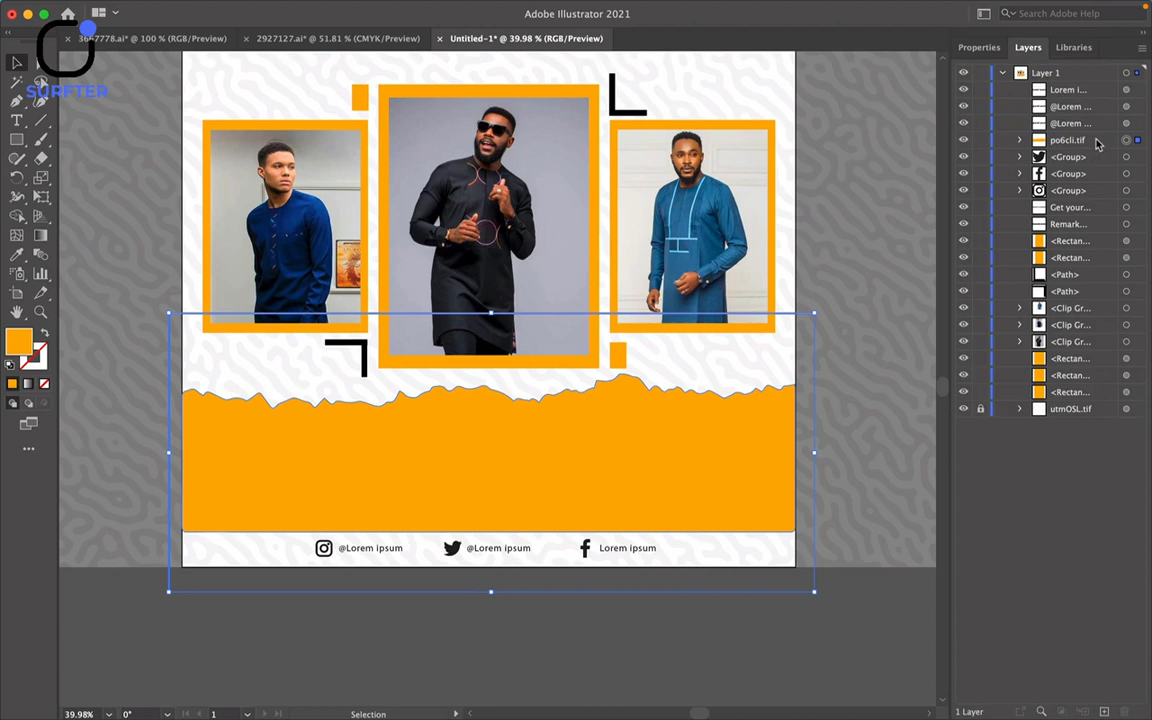 Adobe Illustrator 2021
Search Adobe Help
7778.ai* @ 100 % (RGB/Preview)
2927127.ai* @ 51.81 % (CMYK/Preview)
Untitled-1* @ 39.98 % (RGB/Preview)
Properties
Layers
Libraries
SURFTER
Layer 1
Lorem i...
@Lorem ...
@Lorem ...
po6cli.tif
<Group>
<Group>
<Group>
Get your...
Remark...
<Rectan...
<Rectan...
<Path>
<Path>
<Clip Gr...
<Clip Gr...
<Clip Gr...
<Rectan...
<Rectan...
<Rectan...
utmOSL.tif
@Lorem ipsum
@Lorem ipsum
Lorem ipsum
39.98%
0°
1
Selection
1 Layer